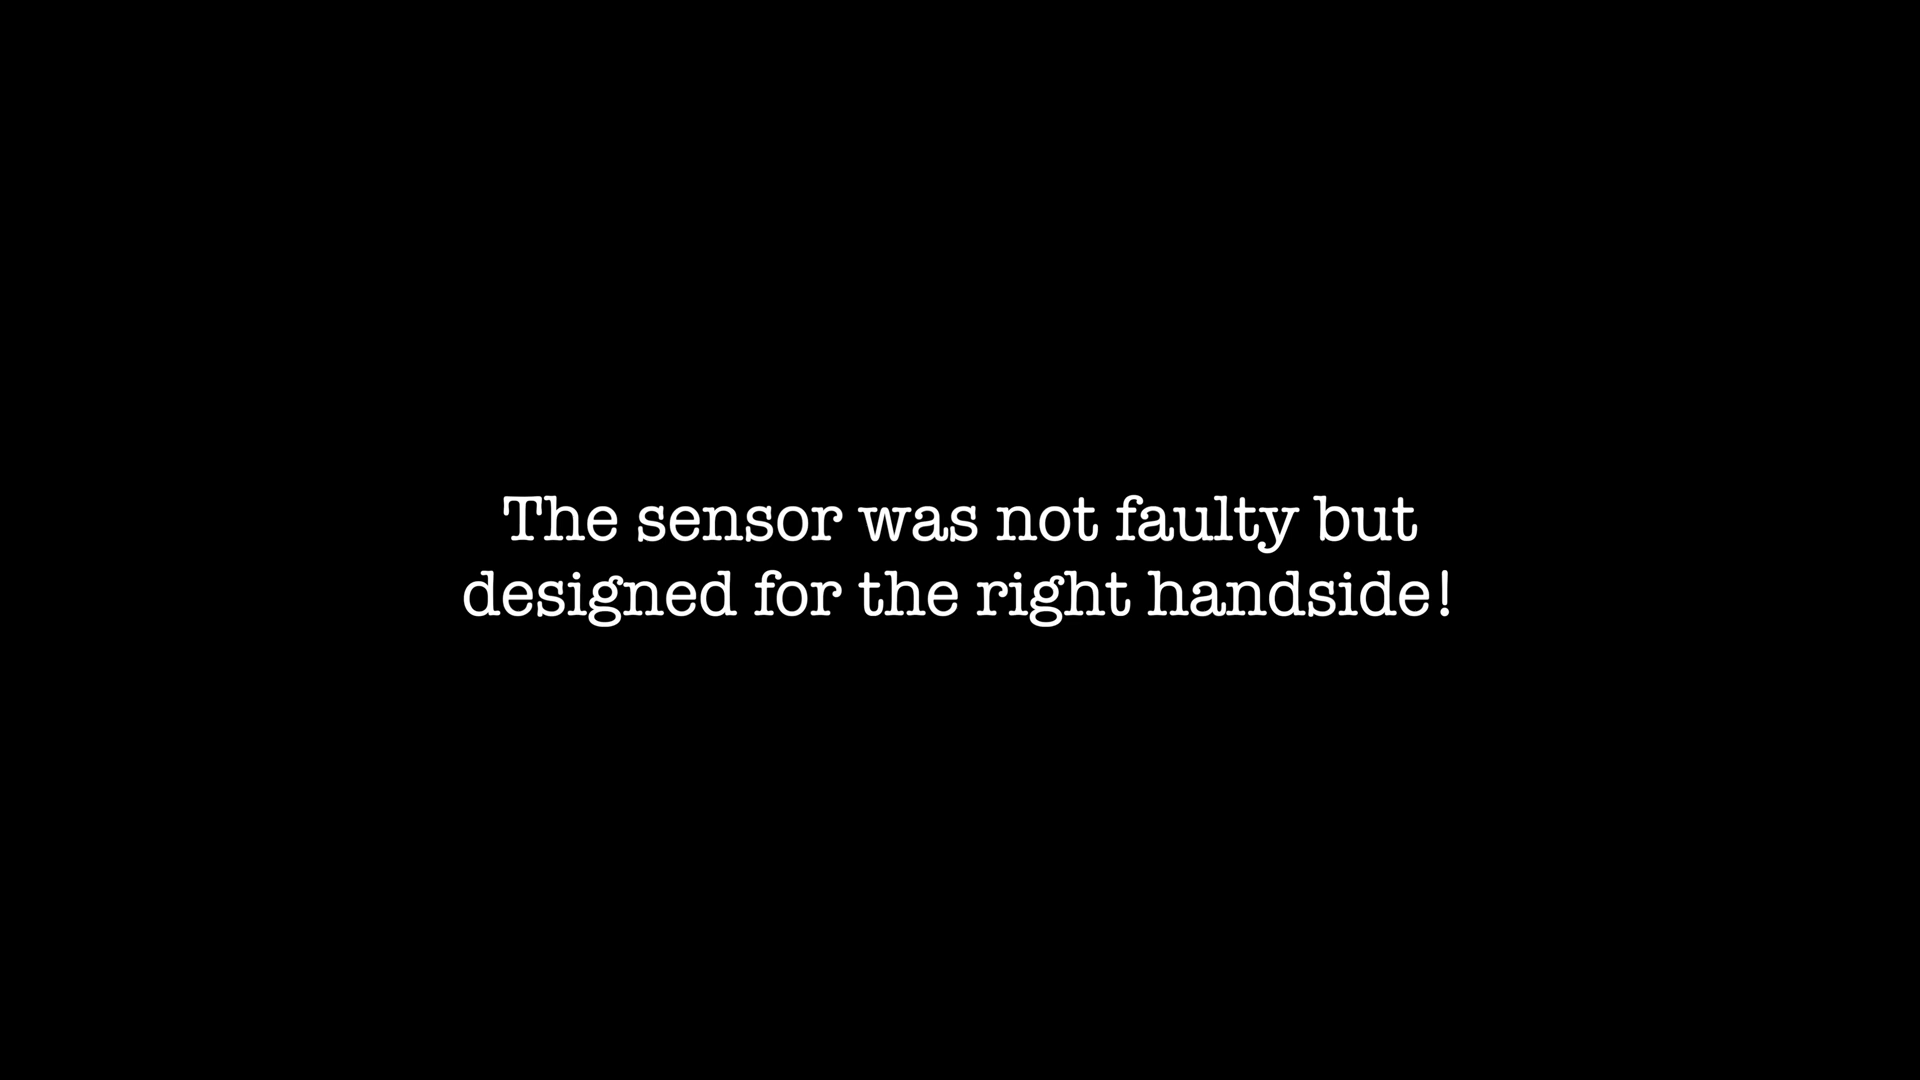 The sensor was not faulty but
designed for the right handside!